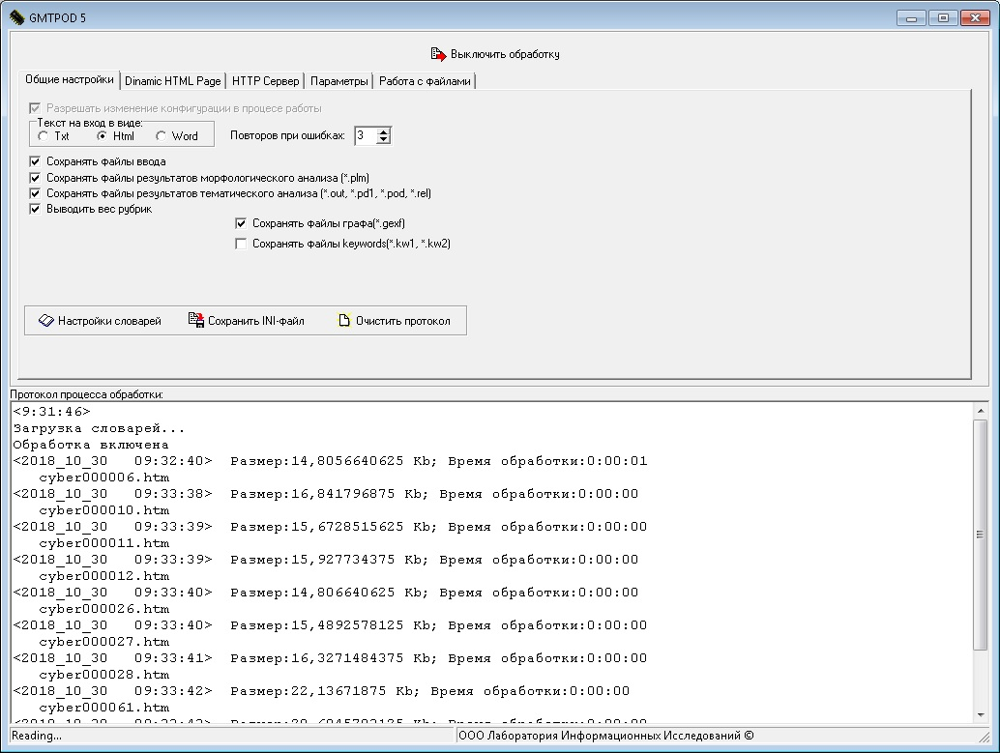 GMTPOD 5
Выключить обработку
Общие настройки Dinamic HTML Page HTTP Сервер Параметры Работа с файлами
Разрешать изменение конфигурации в процесе работы
Текст на вход в виде:
Txt Html Word Повторов при ошибках: 3
Сохранять файлы ввода
Сохранять файлы результатов морфологического анализа (*.plm)
Сохранять файлы результатов тематического анализа (*.out, *.pd1, *.pod, *.rel)
Выводить вес рубрик
Сохранять файлы графа(*.gexf)
Сохранять файлы keywords(*.kw1, *.kw2)
Настройки словарей Сохранить INI-файл Очистить протокол
Протокол процесса обработки:
<9:31:46>
Загрузка словарей...
Обработка включена
<2018_10_30 09:32:40> Размер:14,8056640625 Kb; Время обработки:0:00:01
cyber000006.htm
<2018_10_30 09:33:38> Размер:16,841796875 Kb; Время обработки:0:00:00
cyber000010.htm
<2018_10_30 09:33:39> Размер:15,6728515625 Kb; Время обработки:0:00:00
cyber000011.htm
<2018_10_30 09:33:39> Размер:15,927734375 Kb; Время обработки:0:00:00
cyber000012.htm
<2018_10_30 09:33:40> Размер:14,806640625 Kb; Время обработки:0:00:00
cyber000026.htm
<2018_10_30 09:33:40> Размер:15,4892578125 Kb; Время обработки:0:00:00
cyber000027.htm
<2018_10_30 09:33:41> Размер:16,3271484375 Kb; Время обработки:0:00:00
cyber000028.htm
<2018_10_30 09:33:42> Размер:22,13671875 Kb; Время обработки:0:00:00
cyber000061.htm
Reading... ООО Лаборатория Информационных Исследований ©